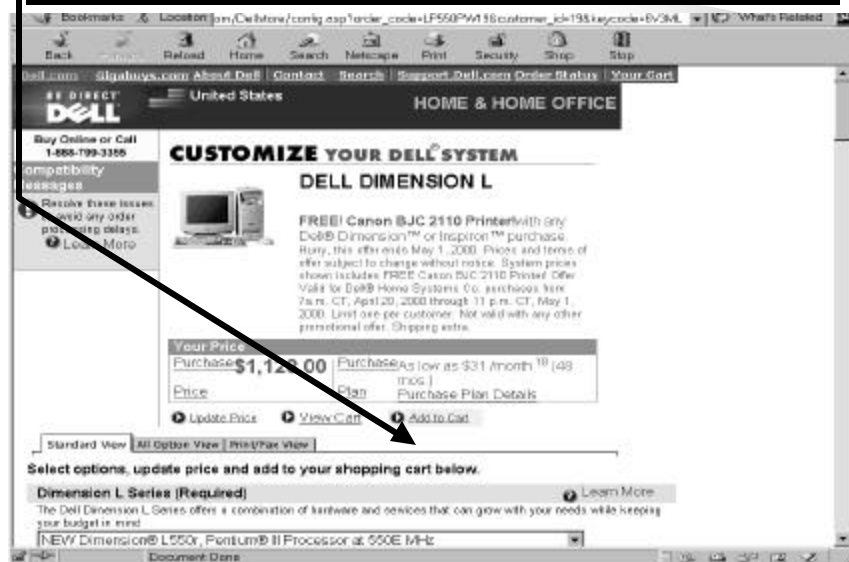 Bookmarks & Location: om/Dellstore/config.asp?order_code=LF550PW19&customer_id=19&keycode=6V3ML What's Related
Back Reload Home Search Netscape Print Security Shop Stop
Dell.com Gigabuys.com About Dell Contact Search Support.Dell.com Order Status Your Cart
BE DIRECT
DELL
United States
HOME & HOME OFFICE
Buy Online or Call
1-888-799-3355
Compatibility
Messages
Resolve these issues
to avoid any order
processing delays.
Learn More
CUSTOMIZE YOUR DELL® SYSTEM
DELL DIMENSION L
FREE! Canon BJC 2110 Printer! with any
Dell® Dimension™ or Inspiron™ purchase.
Hurry, this offer ends May 1, 2000. Prices and terms of
offer subject to change without notice. System prices
shown includes FREE Canon BJC 2110 Printer Offer
Valid for Dell® Home Systems Co. purchases from
7a.m. CT, April 20, 2000 through 11 p.m. CT, May 1,
2000. Limit one per customer. Not valid with any other
promotional offer. Shipping extra.
Your Price
Purchase Price $1,128.00 Purchase Plan As low as $31 /month 18 (48 mos.)
Purchase Plan Details
Update Price View Cart Add to Cart
Standard View All Option View Print/Fax View
Select options, update price and add to your shopping cart below.
Dimension L Series (Required) Learn More
The Dell Dimension L Series offers a combination of hardware and services that can grow with your needs while keeping
your budget in mind
NEW Dimension® L550r, Pentium® III Processor at 550E MHz
Document: Done